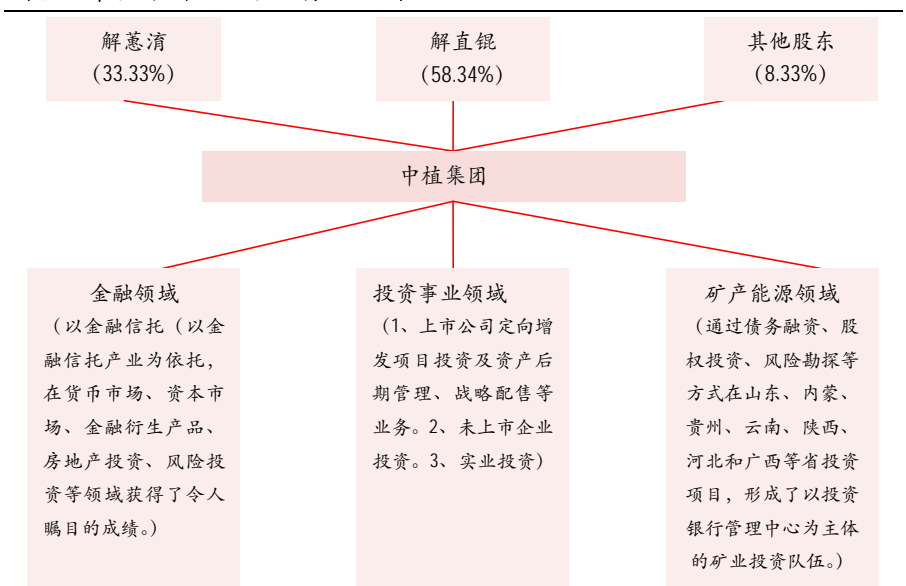 解蕙淯
（33.33%）
解直锟
（58.34%）
其他股东
（8.33%）
中植集团
金融领域
（以金融信托（以金
融信托产业为依托，
在货币市场、资本市
场、金融衍生产品、
房地产投资、风险投
资等领域获得了令人
瞩目的成绩。）
投资事业领域
（1、上市公司定向增
发项目投资及资产后
期管理、战略配售等
业务。2、未上市企业
投资。3、实业投资）
矿产能源领域
（通过债务融资、股
权投资、风险勘探等
方式在山东、内蒙、
贵州、云南、陕西、
河北和广西等省投资
项目，形成了以投资
银行管理中心为主体
的矿业投资队伍。）